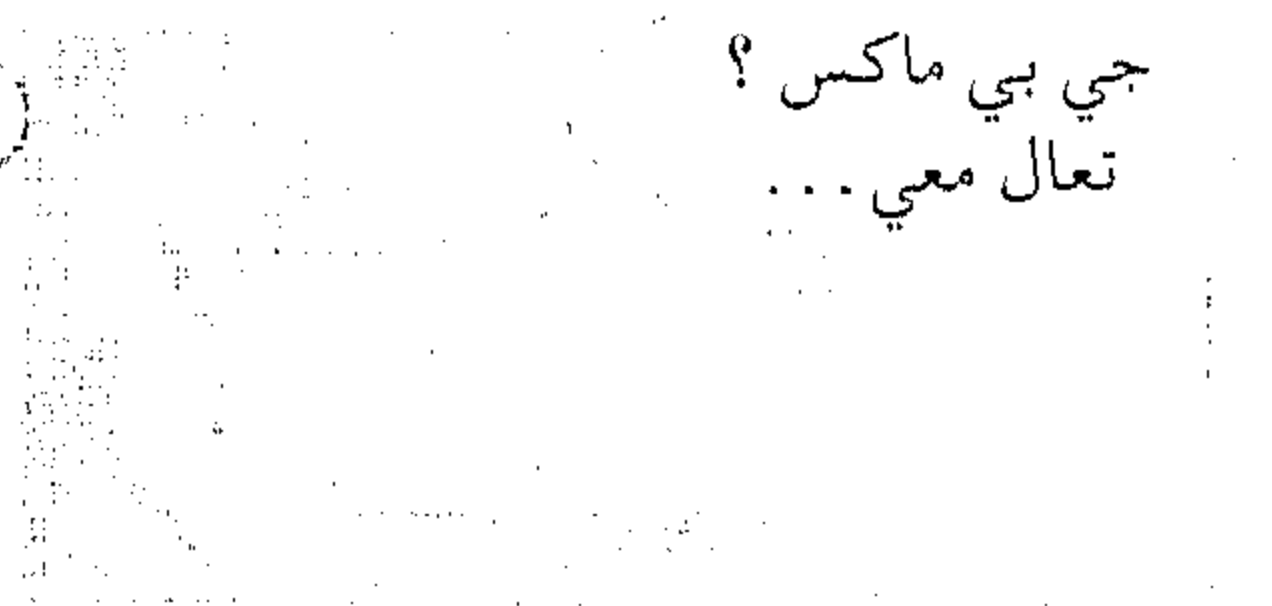 جي بي ماكس ؟
تعال معي . . .